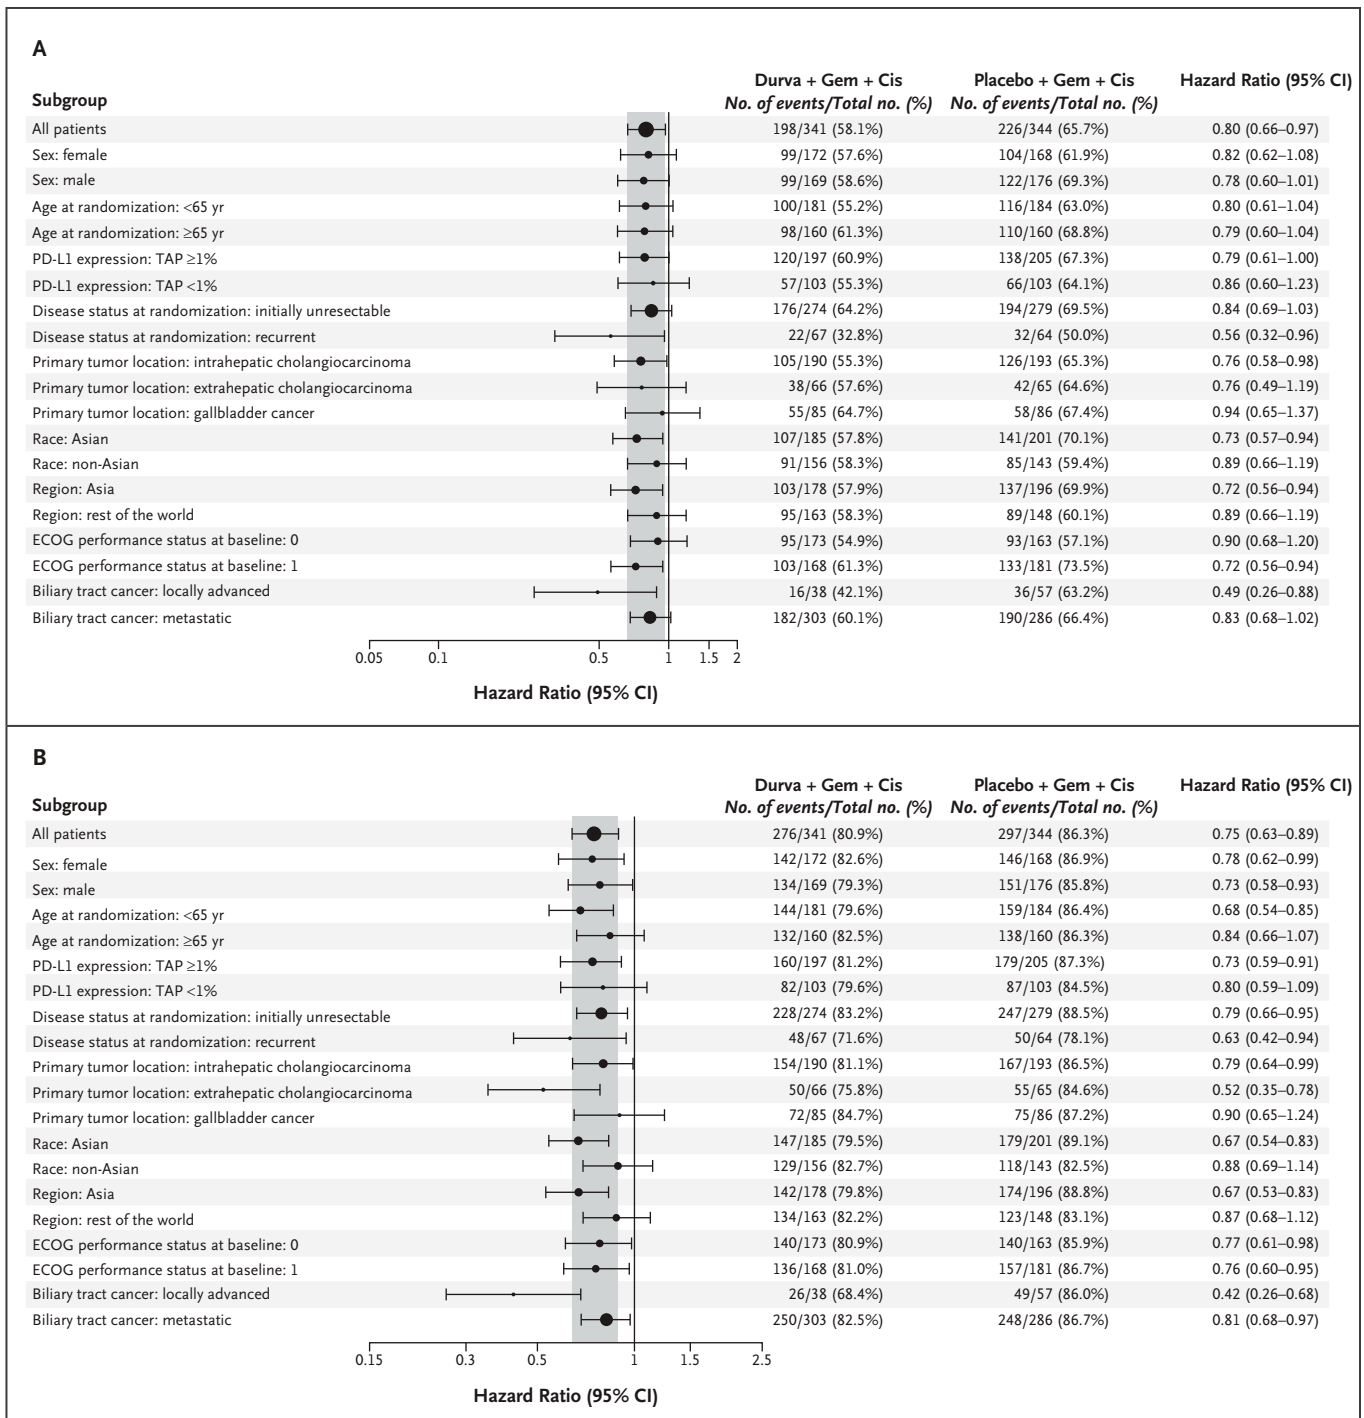 A
Durva + Gem + Cis Placebo + Gem + Cis Hazard Ratio (95% CI)
Subgroup No. of events/Total no. (%) No. of events/Total no. (%)
All patients 198/341 (58.1%) 226/344 (65.7%) 0.80 (0.66–0.97)
Sex: female 99/172 (57.6%) 104/168 (61.9%) 0.82 (0.62–1.08)
Sex: male 99/169 (58.6%) 122/176 (69.3%) 0.78 (0.60–1.01)
Age at randomization: <65 yr 100/181 (55.2%) 116/184 (63.0%) 0.80 (0.61–1.04)
Age at randomization: ≥65 yr 98/160 (61.3%) 110/160 (68.8%) 0.79 (0.60–1.04)
PD-L1 expression: TAP ≥1% 120/197 (60.9%) 138/205 (67.3%) 0.79 (0.61–1.00)
PD-L1 expression: TAP <1% 57/103 (55.3%) 66/103 (64.1%) 0.86 (0.60–1.23)
Disease status at randomization: initially unresectable 176/274 (64.2%) 194/279 (69.5%) 0.84 (0.69–1.03)
Disease status at randomization: recurrent 22/67 (32.8%) 32/64 (50.0%) 0.56 (0.32–0.96)
Primary tumor location: intrahepatic cholangiocarcinoma 105/190 (55.3%) 126/193 (65.3%) 0.76 (0.58–0.98)
Primary tumor location: extrahepatic cholangiocarcinoma 38/66 (57.6%) 42/65 (64.6%) 0.76 (0.49–1.19)
Primary tumor location: gallbladder cancer 55/85 (64.7%) 58/86 (67.4%) 0.94 (0.65–1.37)
Race: Asian 107/185 (57.8%) 141/201 (70.1%) 0.73 (0.57–0.94)
Race: non-Asian 91/156 (58.3%) 85/143 (59.4%) 0.89 (0.66–1.19)
Region: Asia 103/178 (57.9%) 137/196 (69.9%) 0.72 (0.56–0.94)
Region: rest of the world 95/163 (58.3%) 89/148 (60.1%) 0.89 (0.66–1.19)
ECOG performance status at baseline: 0 95/173 (54.9%) 93/163 (57.1%) 0.90 (0.68–1.20)
ECOG performance status at baseline: 1 103/168 (61.3%) 133/181 (73.5%) 0.72 (0.56–0.94)
Biliary tract cancer: locally advanced 16/38 (42.1%) 36/57 (63.2%) 0.49 (0.26–0.88)
Biliary tract cancer: metastatic 182/303 (60.1%) 190/286 (66.4%) 0.83 (0.68–1.02)
0.05 0.1 0.5 1 1.5 2
Hazard Ratio (95% CI)
B
Durva + Gem + Cis Placebo + Gem + Cis Hazard Ratio (95% CI)
Subgroup No. of events/Total no. (%) No. of events/Total no. (%)
All patients 276/341 (80.9%) 297/344 (86.3%) 0.75 (0.63–0.89)
Sex: female 142/172 (82.6%) 146/168 (86.9%) 0.78 (0.62–0.99)
Sex: male 134/169 (79.3%) 151/176 (85.8%) 0.73 (0.58–0.93)
Age at randomization: <65 yr 144/181 (79.6%) 159/184 (86.4%) 0.68 (0.54–0.85)
Age at randomization: ≥65 yr 132/160 (82.5%) 138/160 (86.3%) 0.84 (0.66–1.07)
PD-L1 expression: TAP ≥1% 160/197 (81.2%) 179/205 (87.3%) 0.73 (0.59–0.91)
PD-L1 expression: TAP <1% 82/103 (79.6%) 87/103 (84.5%) 0.80 (0.59–1.09)
Disease status at randomization: initially unresectable 228/274 (83.2%) 247/279 (88.5%) 0.79 (0.66–0.95)
Disease status at randomization: recurrent 48/67 (71.6%) 50/64 (78.1%) 0.63 (0.42–0.94)
Primary tumor location: intrahepatic cholangiocarcinoma 154/190 (81.1%) 167/193 (86.5%) 0.79 (0.64–0.99)
Primary tumor location: extrahepatic cholangiocarcinoma 50/66 (75.8%) 55/65 (84.6%) 0.52 (0.35–0.78)
Primary tumor location: gallbladder cancer 72/85 (84.7%) 75/86 (87.2%) 0.90 (0.65–1.24)
Race: Asian 147/185 (79.5%) 179/201 (89.1%) 0.67 (0.54–0.83)
Race: non-Asian 129/156 (82.7%) 118/143 (82.5%) 0.88 (0.69–1.14)
Region: Asia 142/178 (79.8%) 174/196 (88.8%) 0.67 (0.53–0.83)
Region: rest of the world 134/163 (82.2%) 123/148 (83.1%) 0.87 (0.68–1.12)
ECOG performance status at baseline: 0 140/173 (80.9%) 140/163 (85.9%) 0.77 (0.61–0.98)
ECOG performance status at baseline: 1 136/168 (81.0%) 157/181 (86.7%) 0.76 (0.60–0.95)
Biliary tract cancer: locally advanced 26/38 (68.4%) 49/57 (86.0%) 0.42 (0.26–0.68)
Biliary tract cancer: metastatic 250/303 (82.5%) 248/286 (86.7%) 0.81 (0.68–0.97)
0.15 0.3 0.5 1 1.5 2.5
Hazard Ratio (95% CI)